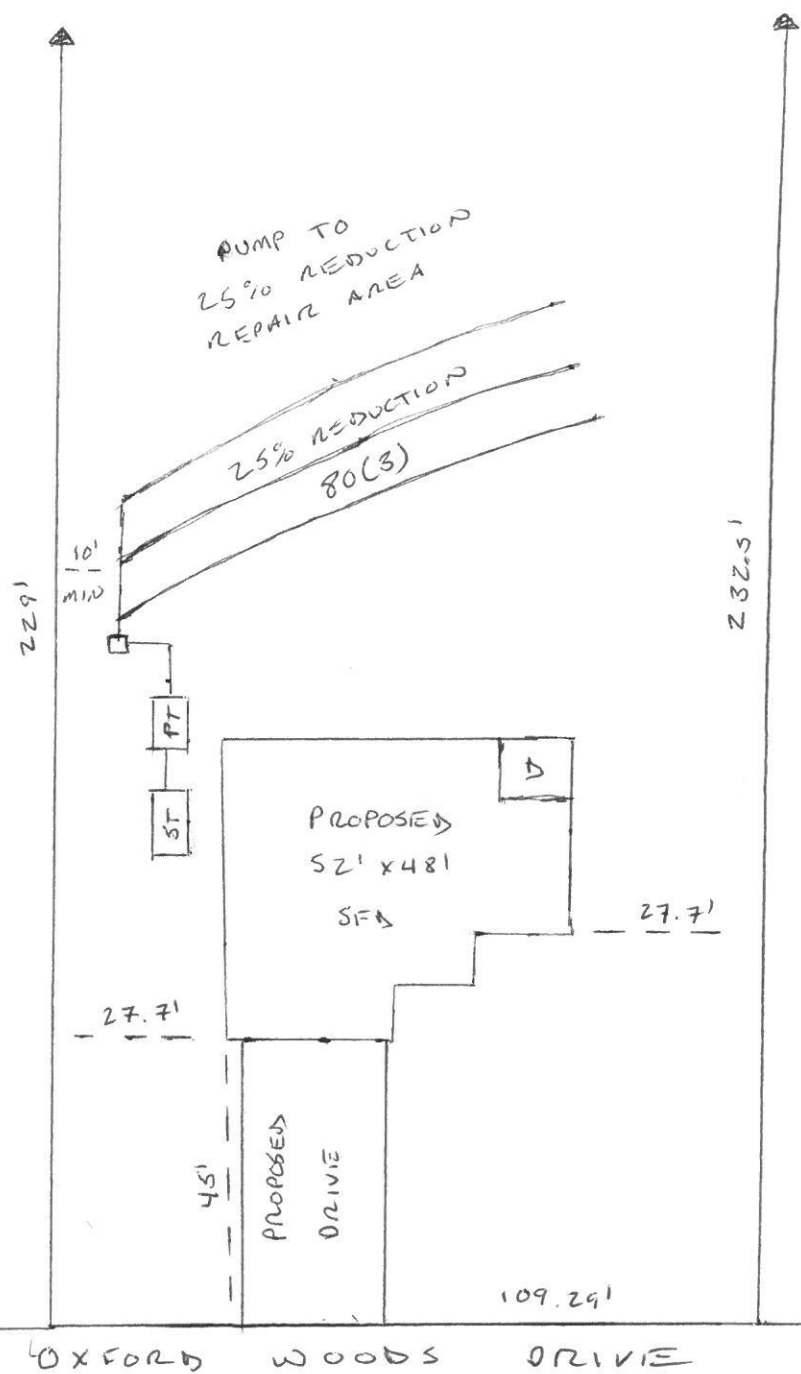 PUMP TO
25% REDUCTION
REPAIR AREA
25% REDUCTION
80(3)
10'
MIN
229'
232.5'
PT
ST
D
PROPOSED
52' x 48'
SFD
27.7'
27.7'
45'
PROPOSED
DRIVE
109.29'
OXFORD WOODS DRIVE